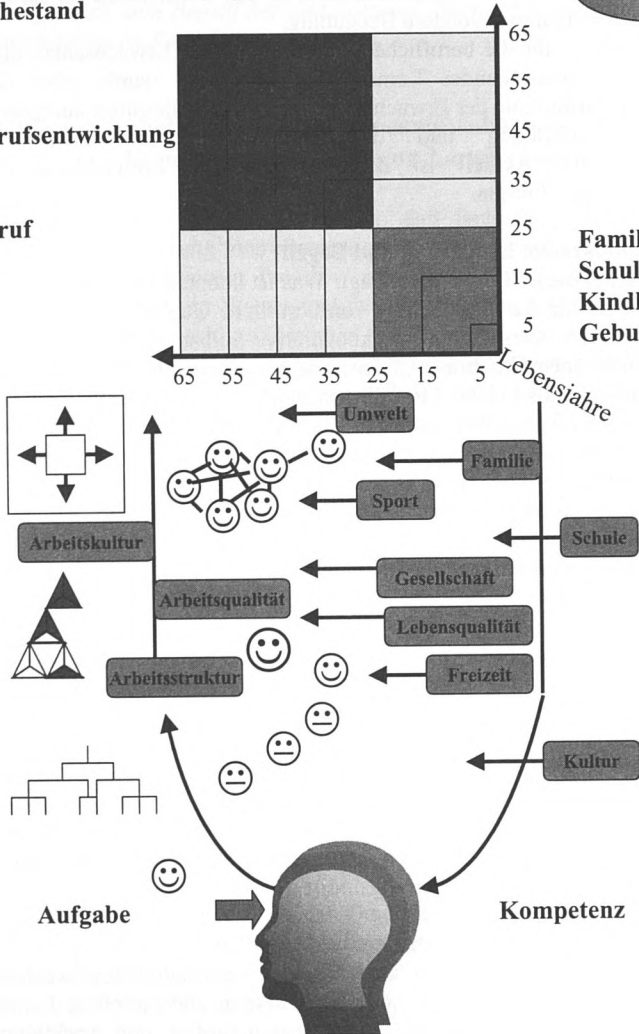 hestand
rufsentwicklung
ruf
65
55
45
35
25
15
5
Famil
Schul
Kindl
Gebu
65 55 45 35 25 15 5
Lebensjahre
Umwelt
Familie
Sport
Arbeitskultur
Schule
Gesellschaft
Arbeitsqualität
Lebensqualität
Arbeitsstruktur
Freizeit
Kultur
Aufgabe
Kompetenz